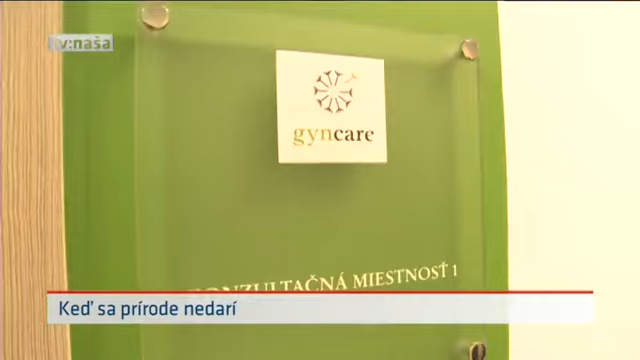 tv:naša
gyncare
KONZULTAČNÁ MIESTNOSŤ 1
Keď sa prírode nedarí